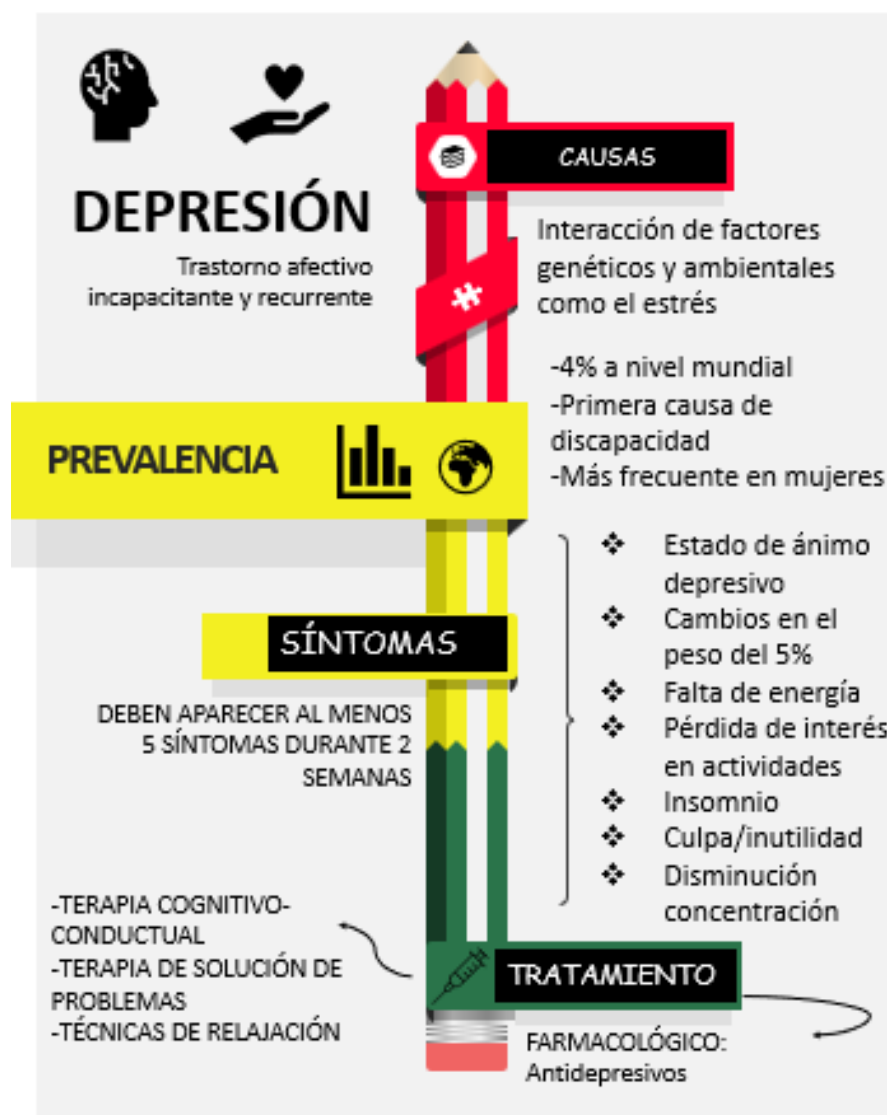 DEPRESIÓN
Trastorno afectivo
incapacitante y recurrente
CAUSAS
Interacción de factores
genéticos y ambientales
como el estrés
PREVALENCIA
-4% a nivel mundial
-Primera causa de
discapacidad
-Más frecuente en mujeres
SÍNTOMAS
DEBEN APARECER AL MENOS
5 SÍNTOMAS DURANTE 2
SEMANAS
❖ Estado de ánimo
depresivo
❖ Cambios en el
peso del 5%
❖ Falta de energía
❖ Pérdida de interés
en actividades
❖ Insomnio
❖ Culpa/inutilidad
❖ Disminución
concentración
TRATAMIENTO
-TERAPIA COGNITIVO-
CONDUCTUAL
-TERAPIA DE SOLUCIÓN DE
PROBLEMAS
-TÉCNICAS DE RELAJACIÓN
FARMACOLÓGICO:
Antidepresivos